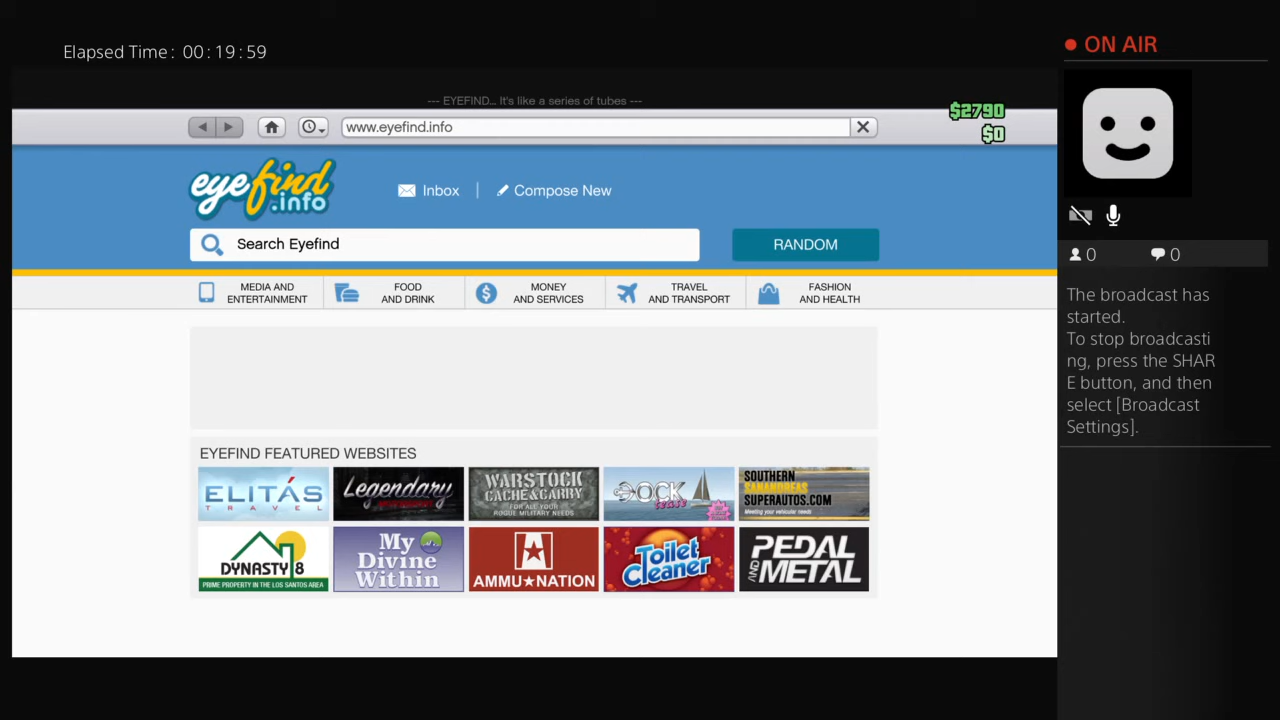 Elapsed Time: 00:19:59
ON AIR
--- EYEFIND... It's like a series of tubes ---
$2790
$0
www.eyefind.info
eyefind
.info
Inbox
Compose New
Search Eyefind
RANDOM
MEDIA AND
ENTERTAINMENT
FOOD
AND DRINK
MONEY
AND SERVICES
TRAVEL
AND TRANSPORT
FASHION
AND HEALTH
EYEFIND FEATURED WEBSITES
ELITÁS
TRAVEL
Legendary
WARSTOCK
CACHE&CARRY
FOR ALL YOUR
ROGUE MILITARY NEEDS
DOCK
tease
SOUTHERN
SANANDREAS
SUPERAUTOS.COM
Meeting your vehicular needs
DYNASTY 8
PRIME PROPERTY IN THE LOS SANTOS AREA
My
Divine
Within
AMMU★NATION
Toilet
Cleaner
PEDAL
AND
METAL
0
0
The broadcast has
started.
To stop broadcasti
ng, press the SHAR
E button, and then
select [Broadcast
Settings].